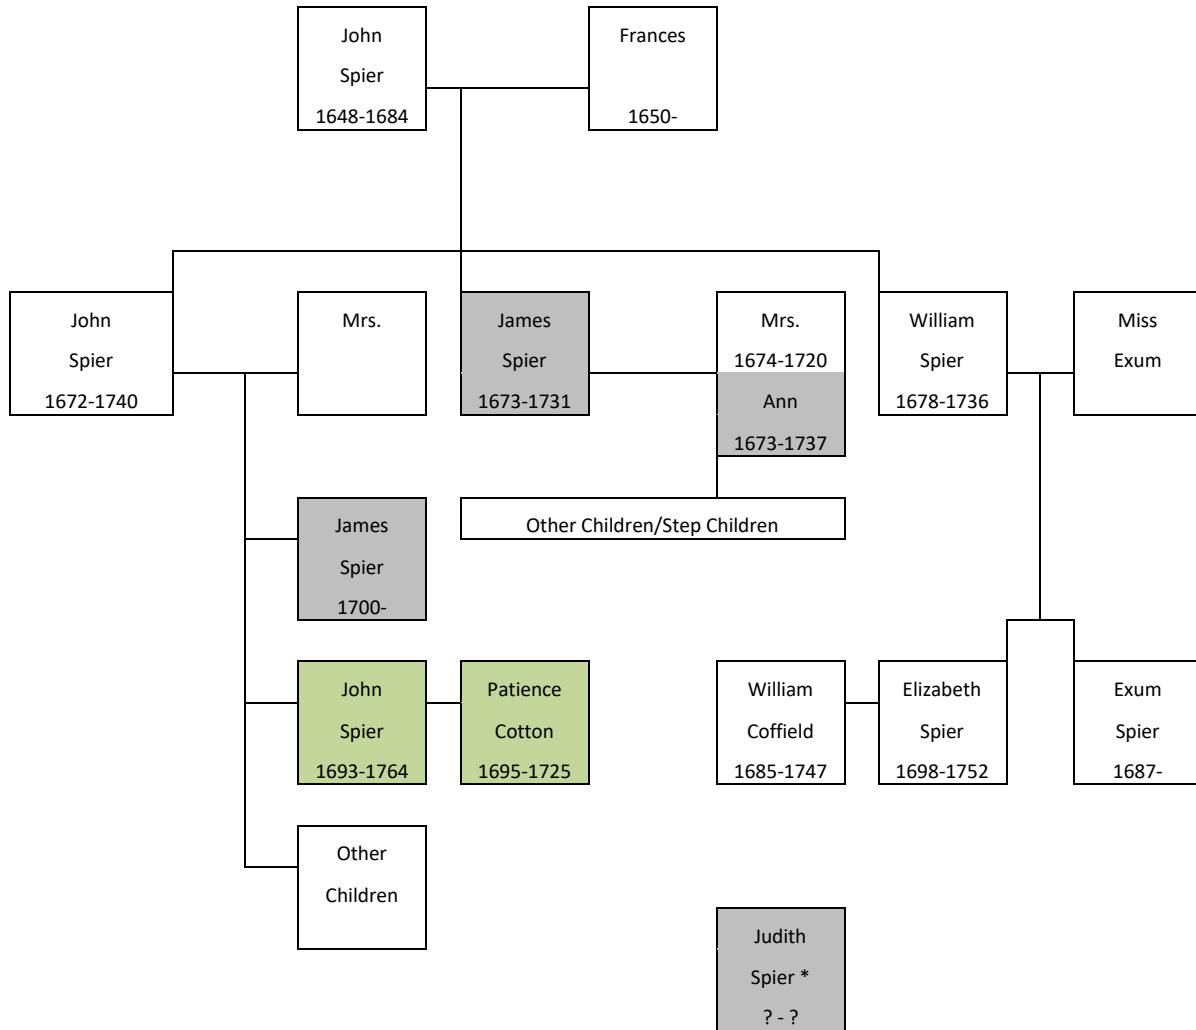 John
Spier
1648-1684
Frances
1650-
John
Spier
1672-1740
Mrs.
James
Spier
1673-1731
Mrs.
1674-1720
Ann
1673-1737
William
Spier
1678-1736
Miss
Exum
James
Spier
1700-
Other Children/Step Children
John
Spier
1693-1764
Patience
Cotton
1695-1725
William
Coffield
1685-1747
Elizabeth
Spier
1698-1752
Exum
Spier
1687-
Other
Children
Judith
Spier *
? - ?